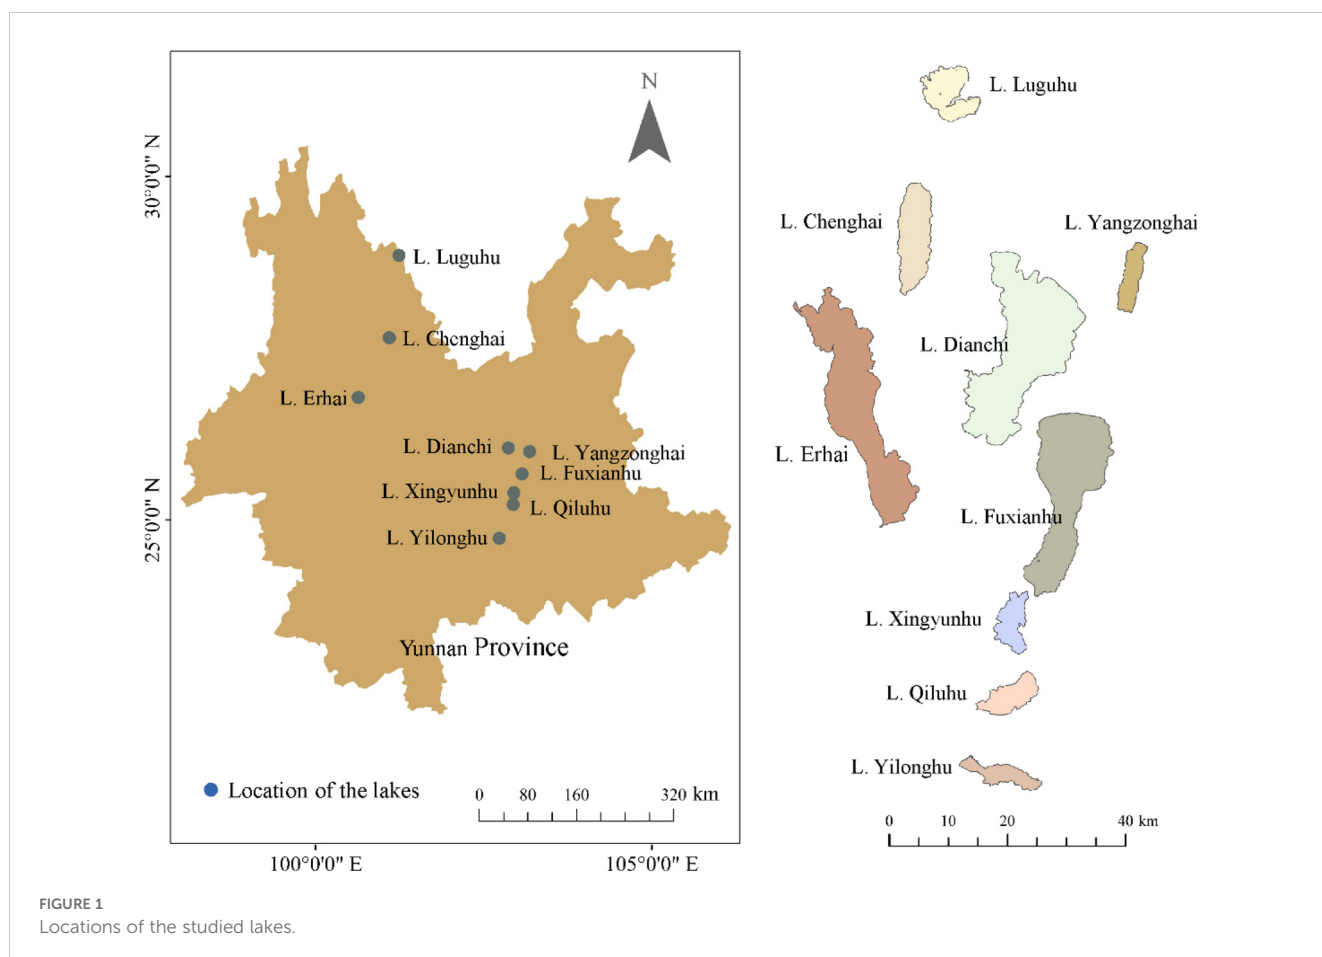 N
30°0'0" N
25°0'0" N
L. Luguhu
L. Chenghai
L. Erhai
L. Dianchi
L. Yangzonghai
L. Fuxianhu
L. Xingyunhu
L. Qiluhu
L. Yilonghu
Yunnan Province
Location of the lakes
0 80 160 320 km
100°0'0" E
105°0'0" E
L. Luguhu
L. Chenghai
L. Yangzonghai
L. Dianchi
L. Erhai
L. Fuxianhu
L. Xingyunhu
L. Qiluhu
L. Yilonghu
0 10 20 40 km
FIGURE 1
Locations of the studied lakes.